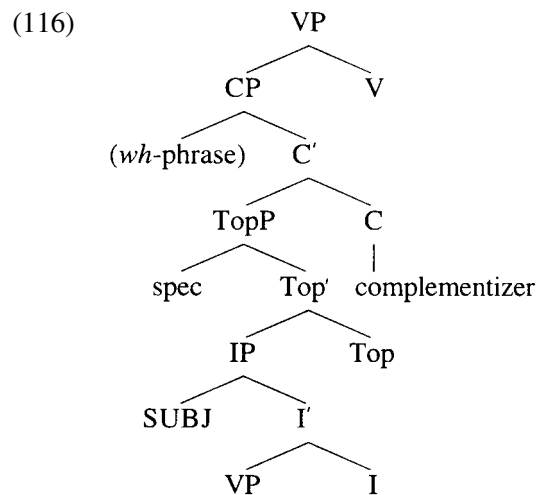 (116) VP
CP V
(wh-phrase) C′
TopP C
spec Top′ complementizer
IP Top
SUBJ I′
VP I